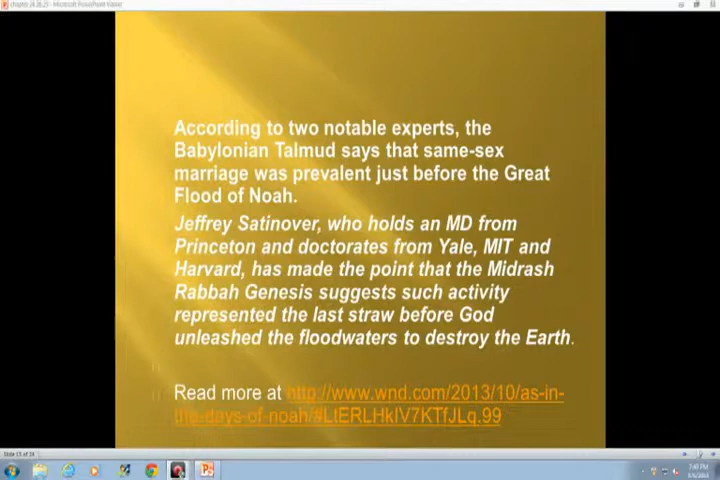 According to two notable experts, the
Babylonian Talmud says that same-sex
marriage was prevalent just before the Great
Flood of Noah.
Jeffrey Satinover, who holds an MD from
Princeton and doctorates from Yale, MIT and
Harvard, has made the point that the Midrash
Rabbah Genesis suggests such activity
represented the last straw before God
unleashed the floodwaters to destroy the Earth.
Read more at http://www.wnd.com/2013/10/as-in-
the-days-of-noah/#LtERLHkIV7KTfJLq.99